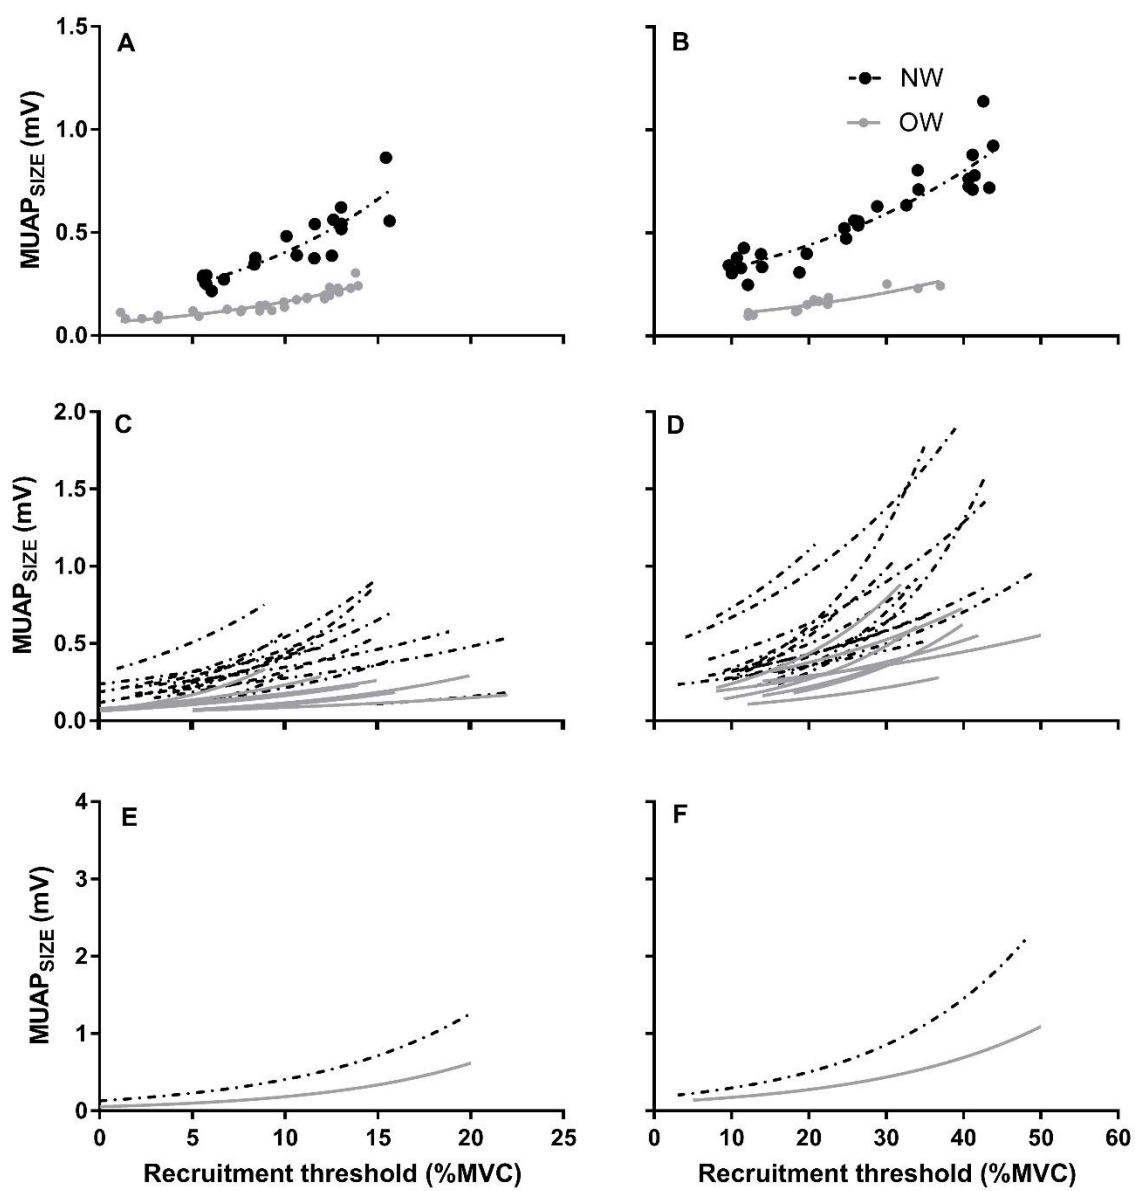 A
B
1.5
1.0
0.5
0.0
MUAPSIZE (mV)
NW
OW
C
D
2.0
1.5
1.0
0.5
0.0
MUAPSIZE (mV)
E
F
4
3
2
1
0
MUAPSIZE (mV)
0 5 10 15 20 25
0 10 20 30 40 50 60
Recruitment threshold (%MVC)
Recruitment threshold (%MVC)